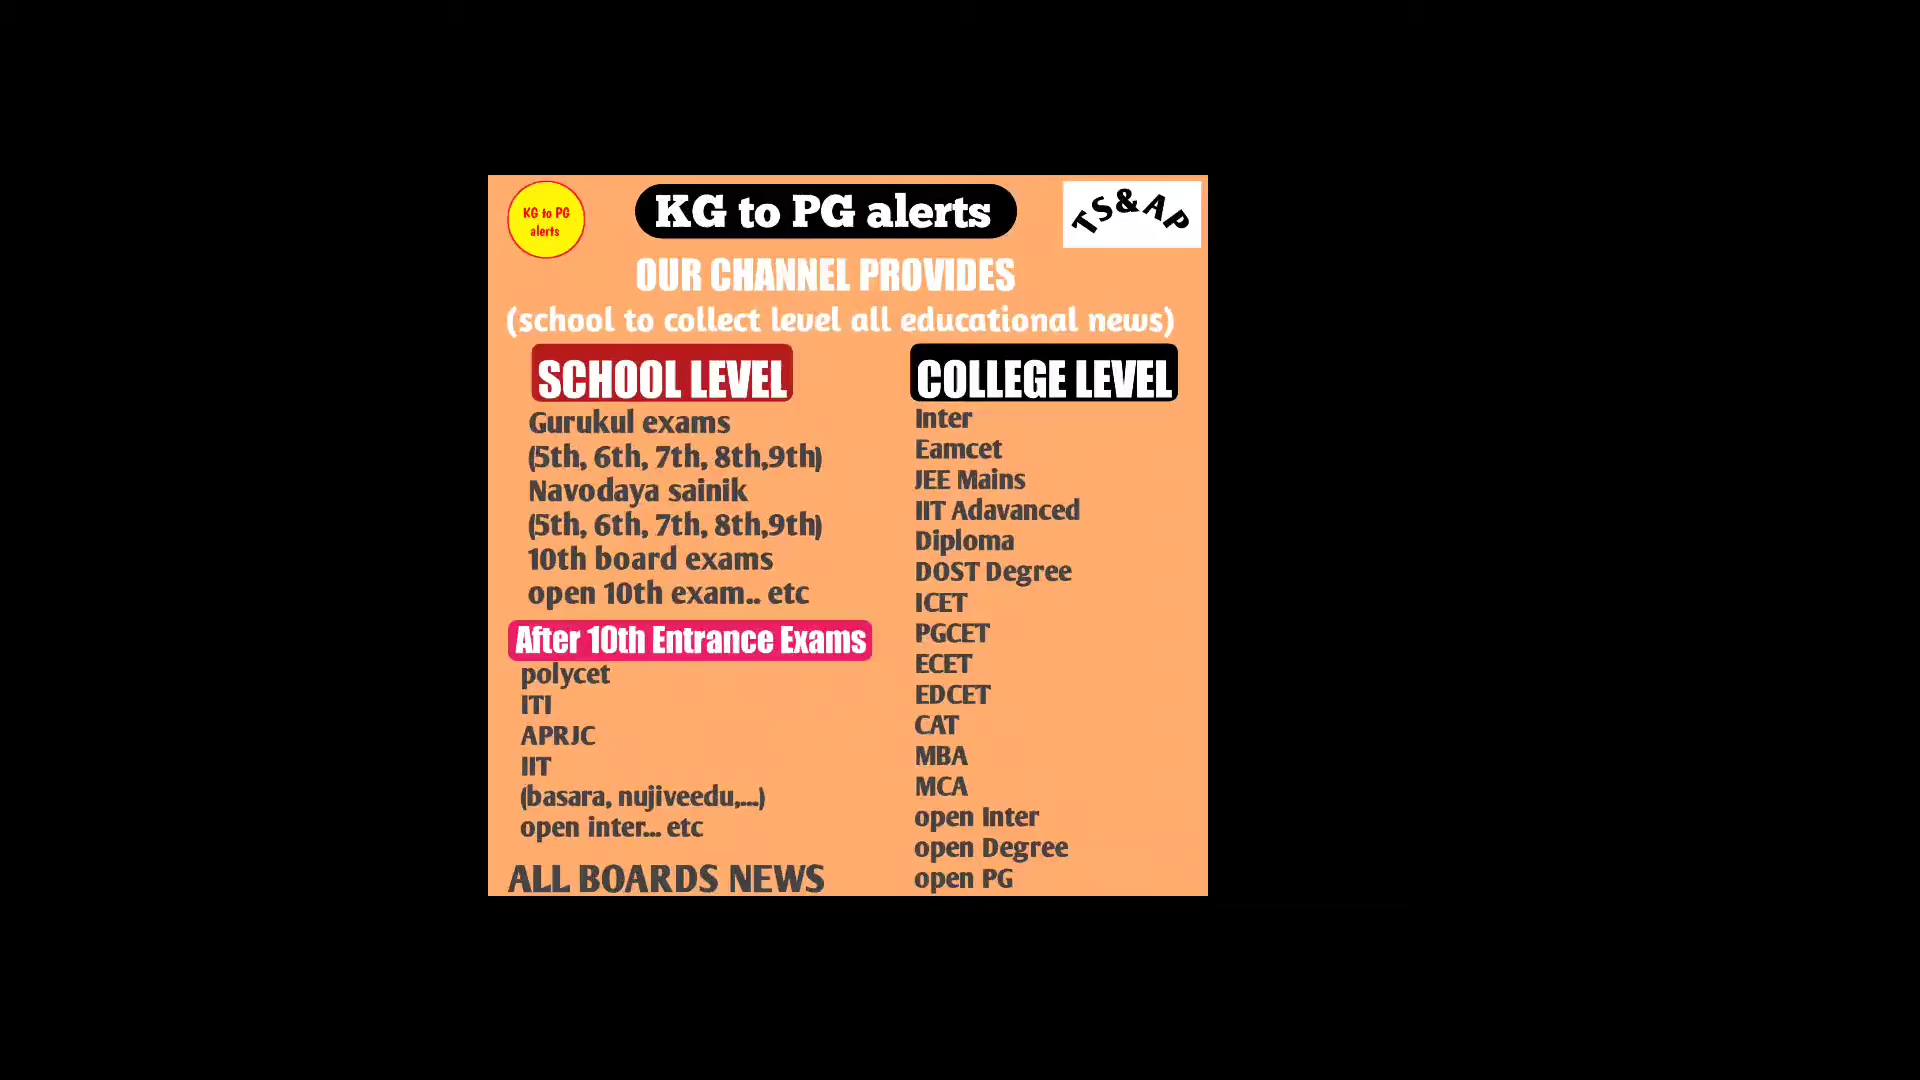 KG to PG
alerts
KG to PG alerts
TS&AP
OUR CHANNEL PROVIDES
(school to collect level all educational news)
SCHOOL LEVEL
Gurukul exams
(5th, 6th, 7th, 8th,9th)
Navodaya sainik
(5th, 6th, 7th, 8th,9th)
10th board exams
open 10th exam.. etc
After 10th Entrance Exams
polycet
ITI
APRJC
IIT
(basara, nujiveedu,...)
open inter... etc
ALL BOARDS NEWS
COLLEGE LEVEL
Inter
Eamcet
JEE Mains
IIT Adavanced
Diploma
DOST Degree
ICET
PGCET
ECET
EDCET
CAT
MBA
MCA
open Inter
open Degree
open PG